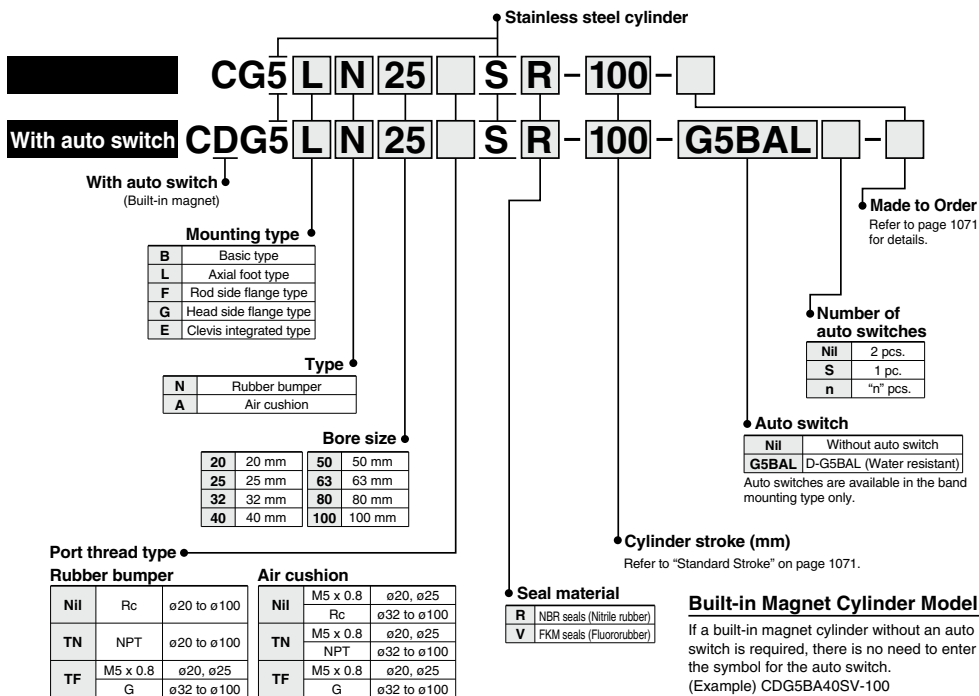 Stainless steel cylinder
CG5 L N 25 S R - 100 -
With auto switch CDG5 L N 25 S R - 100 - G5BAL -
With auto switch
(Built-in magnet)
Made to Order
Refer to page 1071
for details.
Mounting type
B Basic type
L Axial foot type
F Rod side flange type
G Head side flange type
E Clevis integrated type
Number of
auto switches
Nil 2 pcs.
S 1 pc.
n “n” pcs.
Type
N Rubber bumper
A Air cushion
Auto switch
Nil Without auto switch
G5BAL D-G5BAL (Water resistant)
Auto switches are available in the band
mounting type only.
Bore size
20 20 mm 50 50 mm
25 25 mm 63 63 mm
32 32 mm 80 80 mm
40 40 mm 100 100 mm
Cylinder stroke (mm)
Refer to “Standard Stroke” on page 1071.
Port thread type
Rubber bumper
Nil Rc ø20 to ø100
TN NPT ø20 to ø100
TF M5 x 0.8 ø20, ø25
G ø32 to ø100
Air cushion
Nil M5 x 0.8 ø20, ø25
Rc ø32 to ø100
TN M5 x 0.8 ø20, ø25
NPT ø32 to ø100
TF M5 x 0.8 ø20, ø25
G ø32 to ø100
Seal material
R NBR seals (Nitrile rubber)
V FKM seals (Fluororubber)
Built-in Magnet Cylinder Model
If a built-in magnet cylinder without an auto
switch is required, there is no need to enter
the symbol for the auto switch.
(Example) CDG5BA40SV-100